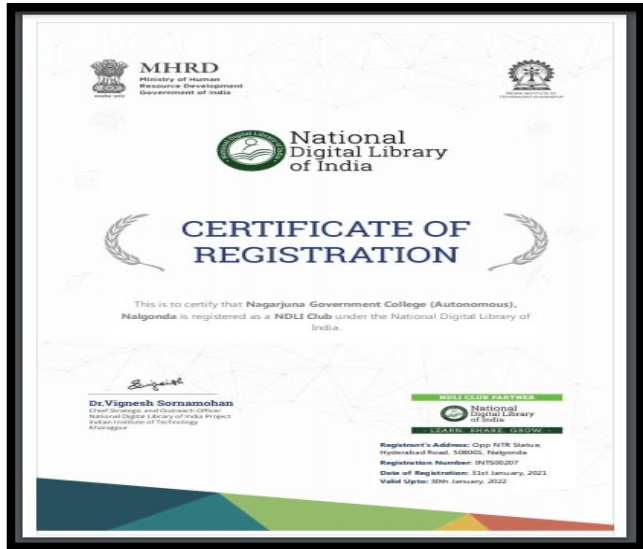 MHRD
Ministry of Human
Resource Development
Government of India
National
Digital Library
of India
CERTIFICATE OF
REGISTRATION
This is to certify that Nagarjuna Government College (Autonomous),
Nalgonda is registered as a NDLI Club under the National Digital Library of
India.
Dr.Vignesh Sornamohan
Chief Strategic and Outreach Officer
National Digital Library of India Project
Indian Institute of Technology
Kharagpur
NDLI CLUB PARTNER
National
Digital Library
of India
- LEARN. SHARE. GROW. -
Registrant's Address: Opp NTR Statue,
Hyderabad Road, 508001, Nalgonda
Registration Number: INTS00207
Date of Registration: 31st January, 2021
Valid Upto: 30th January, 2022